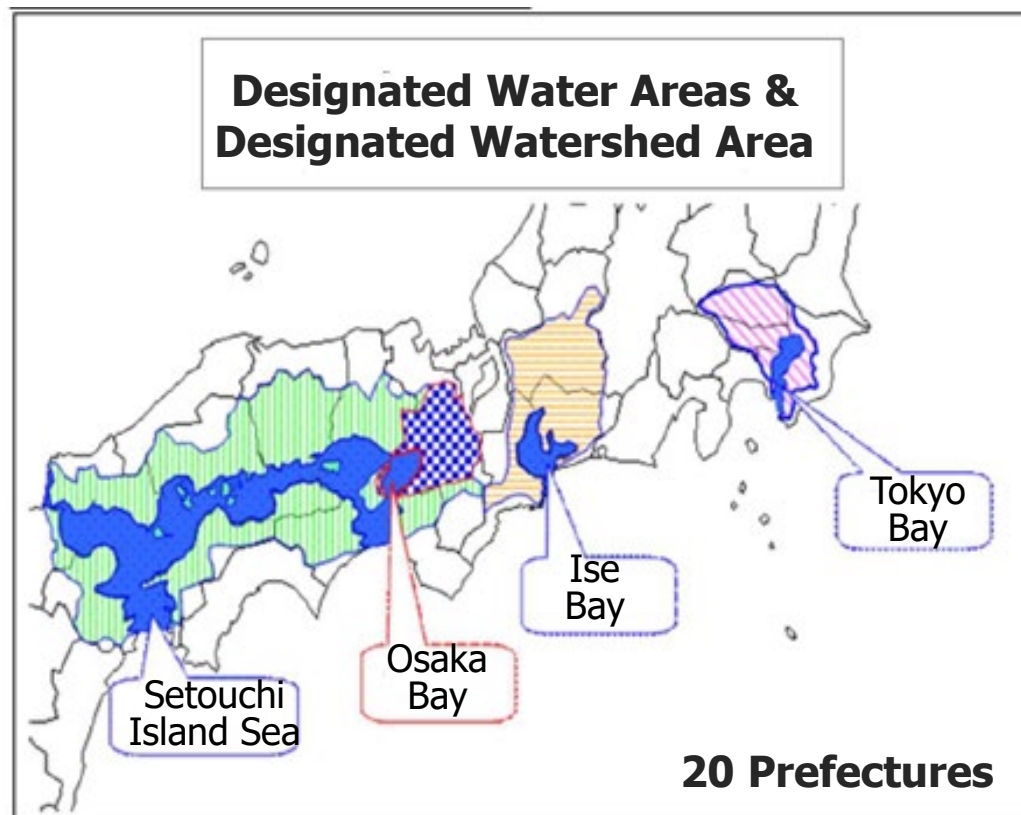 Designated Water Areas &
Designated Watershed Area
Tokyo
Bay
Ise
Bay
Osaka
Bay
Setouchi
Island Sea
20 Prefectures